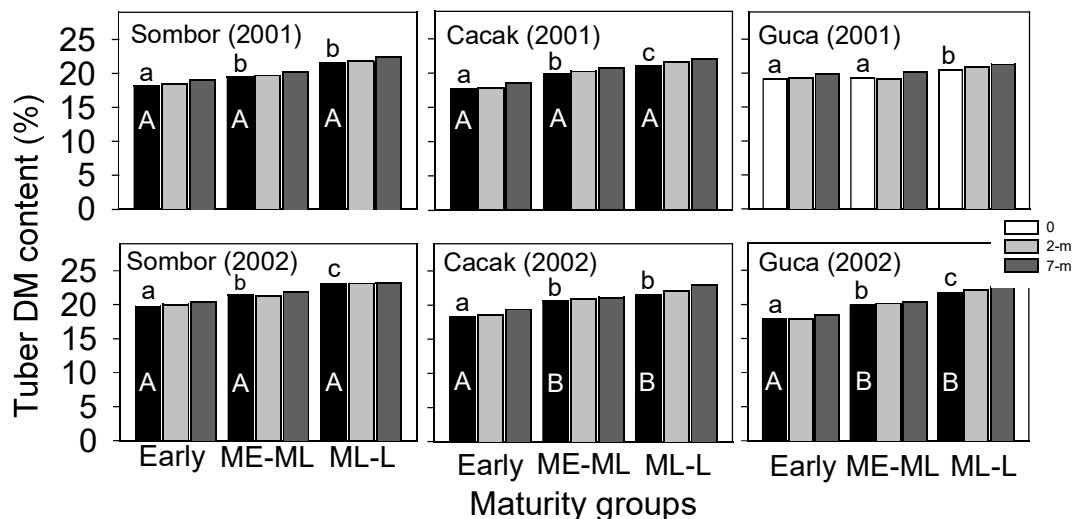 Tuber DM content (%)
25
20
15
10
5
0
Sombor (2001)
a b b
A A A
Cacak (2001)
a b c
A A A
Guca (2001)
a a b
0
2-m
7-m
25
20
15
10
5
0
Sombor (2002)
a b c
A A A
Cacak (2002)
a b b
A B B
Guca (2002)
a b c
A B B
Early ME-ML ML-L
Early ME-ML ML-L
Early ME-ML ML-L
Maturity groups